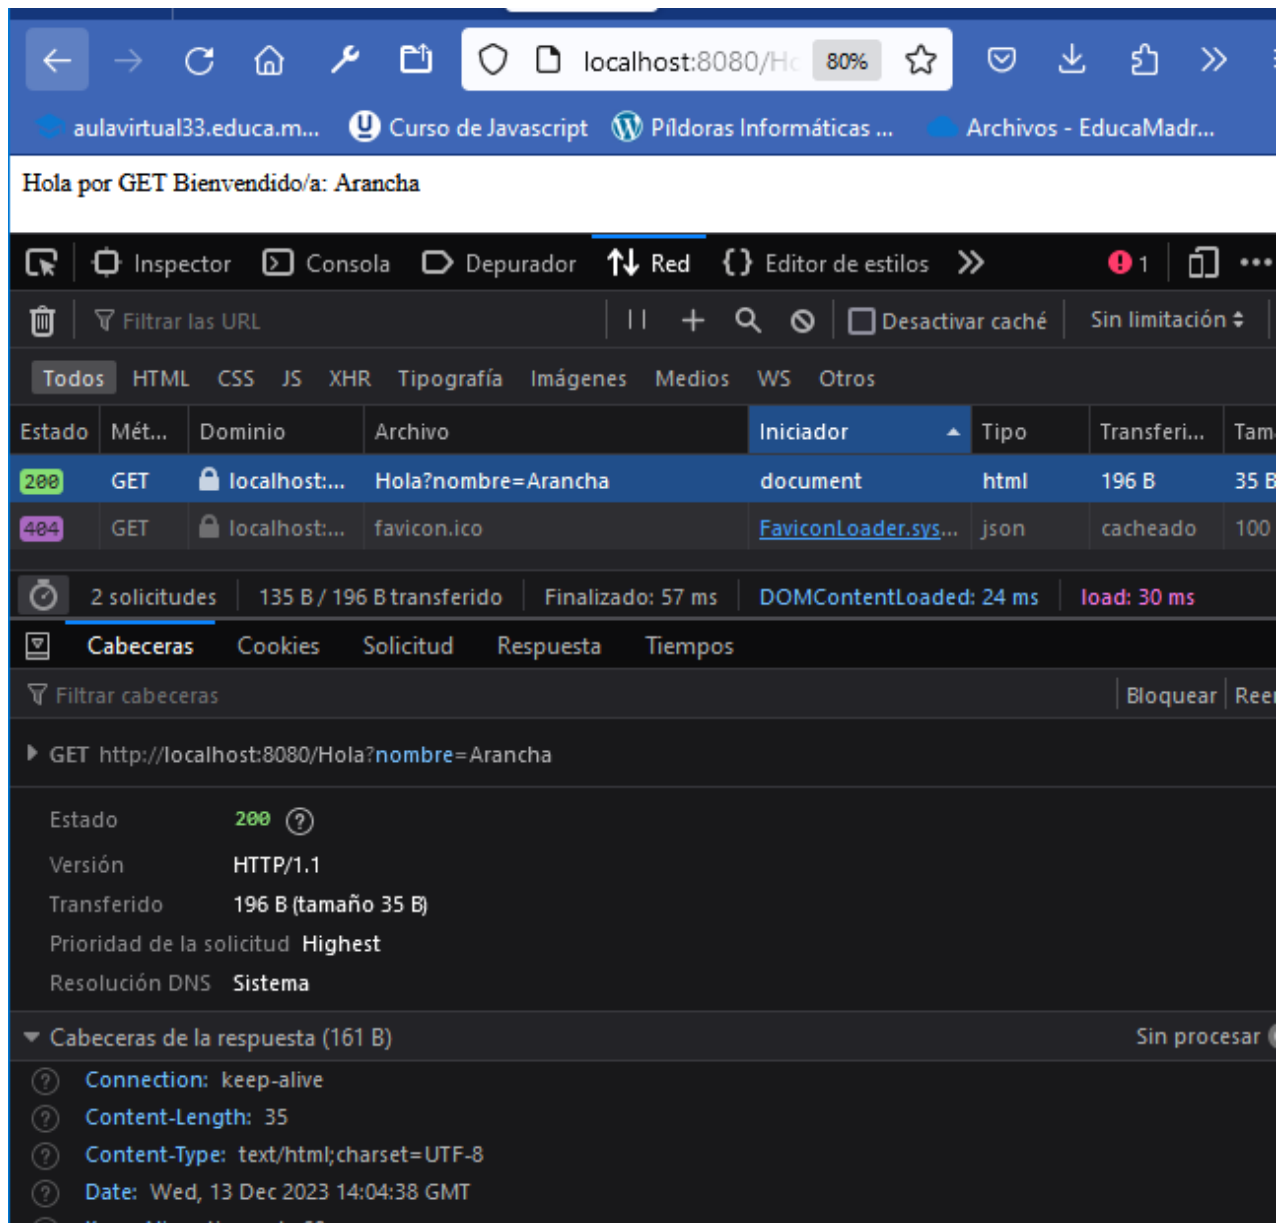 localhost:8080/Hc 80%
aulavirtual33.educa.m... Curso de Javascript Píldoras Informáticas ... Archivos - EducaMadr...
Hola por GET Bienvendido/a: Arancha
Inspector Consola Depurador Red Editor de estilos 1
Filtrar las URL Desactivar caché Sin limitación
Todos HTML CSS JS XHR Tipografía Imágenes Medios WS Otros
Estado Mét... Dominio Archivo Iniciador Tipo Transferi... Tam
200 GET localhost:... Hola?nombre=Arancha document html 196 B 35 B
404 GET localhost:... favicon.ico FaviconLoader.sys... json cacheado 100
2 solicitudes 135 B / 196 B transferido Finalizado: 57 ms DOMContentLoaded: 24 ms load: 30 ms
Cabeceras Cookies Solicitud Respuesta Tiempos
Filtrar cabeceras Bloquear Reen
GET http://localhost:8080/Hola?nombre=Arancha
Estado 200
Versión HTTP/1.1
Transferido 196 B (tamaño 35 B)
Prioridad de la solicitud Highest
Resolución DNS Sistema
Cabeceras de la respuesta (161 B) Sin procesar
Connection: keep-alive
Content-Length: 35
Content-Type: text/html;charset=UTF-8
Date: Wed, 13 Dec 2023 14:04:38 GMT